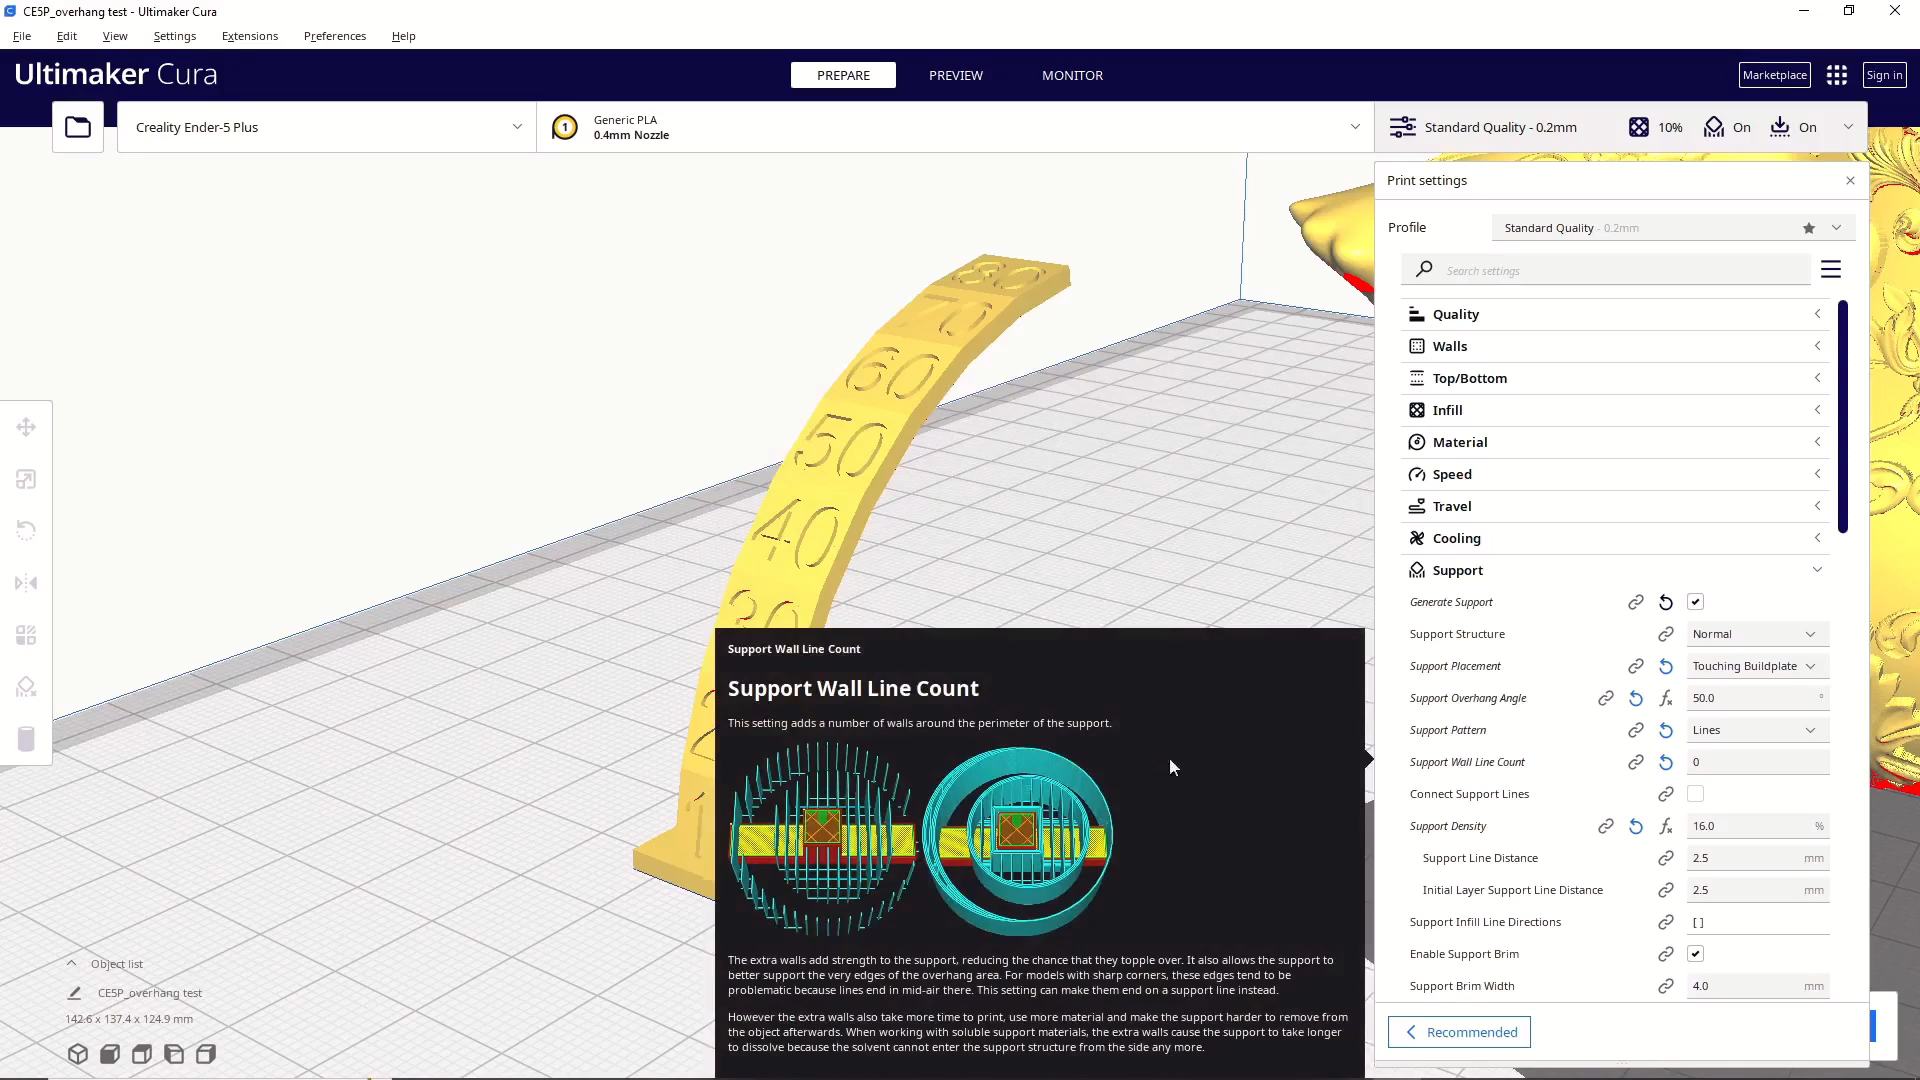 CE5P_overhang test - Ultimaker Cura
File Edit View Settings Extensions Preferences Help
Ultimaker Cura
PREPARE
PREVIEW
MONITOR
Marketplace
Sign in
Creality Ender-5 Plus
1
Generic PLA
0.4mm Nozzle
Standard Quality - 0.2mm
10%
On
On
Print settings
Profile
Standard Quality - 0.2mm
Search settings
Quality
Walls
Top/Bottom
Infill
Material
Speed
Travel
Cooling
Support
Generate Support
Support Structure Normal
Support Placement Touching Buildplate
Support Overhang Angle 50.0 °
Support Pattern Lines
Support Wall Line Count 0
Connect Support Lines
Support Density 16.0 %
Support Line Distance 2.5 mm
Initial Layer Support Line Distance 2.5 mm
Support Infill Line Directions [ ]
Enable Support Brim
Support Brim Width 4.0 mm
Recommended
80
70
60
50
40
30
2
1
Support Wall Line Count
Support Wall Line Count
This setting adds a number of walls around the perimeter of the support.
The extra walls add strength to the support, reducing the chance that they topple over. It also allows the support to
better support the very edges of the overhang area. For models with sharp corners, these edges tend to be
problematic because lines end in mid-air there. This setting can make them end on a support line instead.
However the extra walls also take more time to print, use more material and make the support harder to remove from
the object afterwards. When working with soluble support materials, the extra walls cause the support to take longer
to dissolve because the solvent cannot enter the support structure from the side any more.
Object list
CE5P_overhang test
142.6 x 137.4 x 124.9 mm